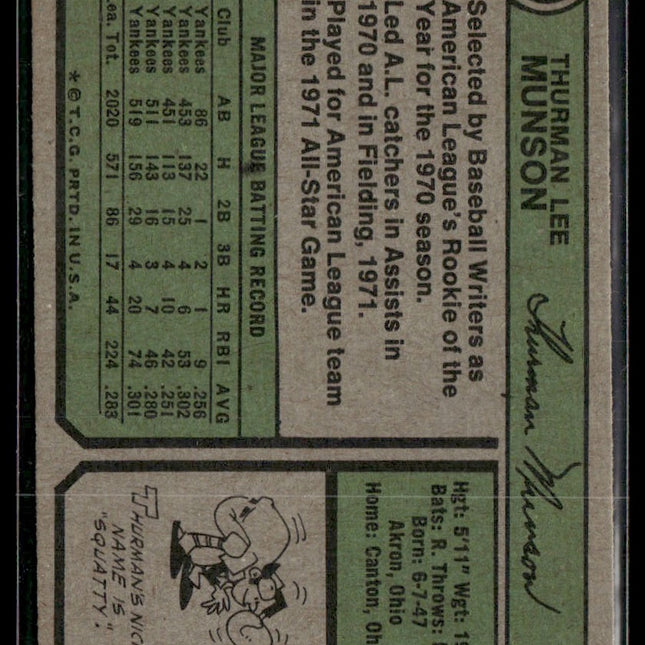 THURMAN LEE
MUNSON
Thurman Munson
Selected by Baseball Writers as
American League's Rookie of the
Year for the 1970 season.
Led A.L. catchers in Assists in
1970 and in Fielding, 1971.
Played for American League team
in the 1971 All-Star Game.
MAJOR LEAGUE BATTING RECORD
Club AB H 2B 3B HR RBI AVG
Yankees 86 22 1 2 1 9 .256
Yankees 453 137 25 4 6 53 .302
Yankees 451 113 15 4 10 42 .251
Yankees 511 143 16 3 7 46 .280
Yankees 519 156 29 4 20 74 .301
ea. Tot. 2020 571 86 17 44 224 .283
* © T.C.G. PRTD. IN U.S.A.
Hgt: 5'11" Wgt: 19
Bats: R. Throws:
Born: 6-7-47
Akron, Ohio
Home: Canton, Oh
THURMAN'S NICK
NAME IS
"SQUATTY."